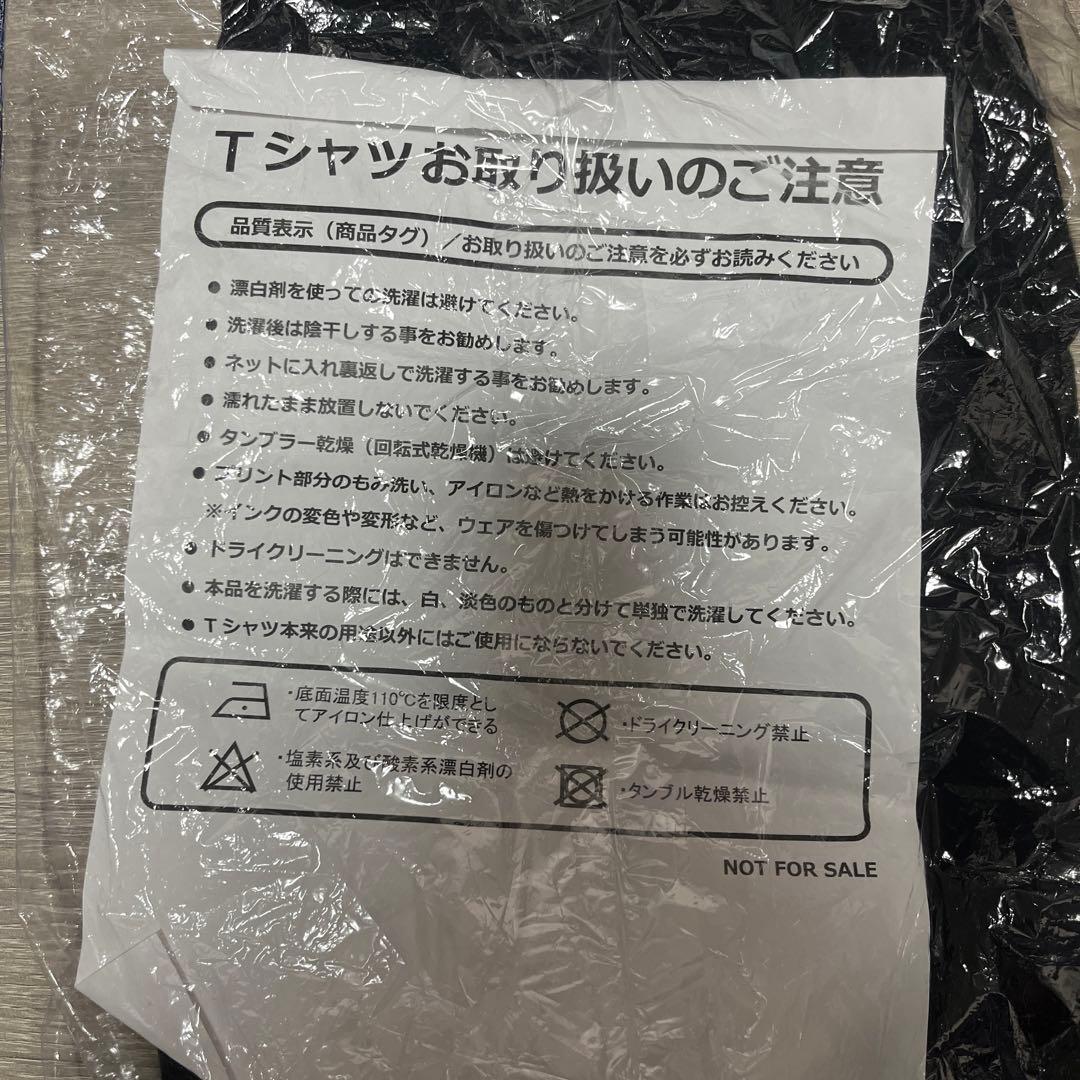 Tシャツお取り扱いのご注意
品質表示(商品タグ)/お取り扱いのご注意を必ずお読みください
● 漂白剤を使っての洗濯は避けてください。
● 洗濯後は陰干しする事をお勧めします。
● ネットに入れ裏返しで洗濯する事をお勧めします。
● 濡れたまま放置しないでください。
● タンブラー乾燥(回転式乾燥機)は避けてください。
● プリント部分のもみ洗い、アイロンなど熱をかける作業はお控えください。
※インクの変色や変形など、ウェアを傷つけてしまう可能性があります。
● ドライクリーニングはできません。
● 本品を洗濯する際には、白、淡色のものと分けて単独で洗濯してください。
● Tシャツ本来の用途以外にはご使用にならないでください。
・底面温度110℃を限度とし
てアイロン仕上げができる
・塩素系及び酸素系漂白剤の
使用禁止
・ドライクリーニング禁止
・タンブル乾燥禁止
NOT FOR SALE